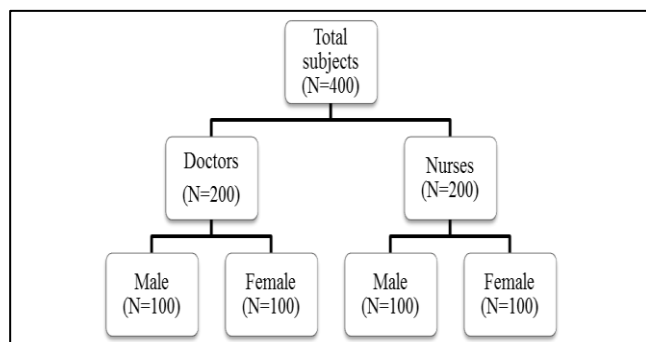 Total
subjects
(N=400)
Doctors
(N=200)
Nurses
(N=200)
Male
(N=100)
Female
(N=100)
Male
(N=100)
Female
(N=100)